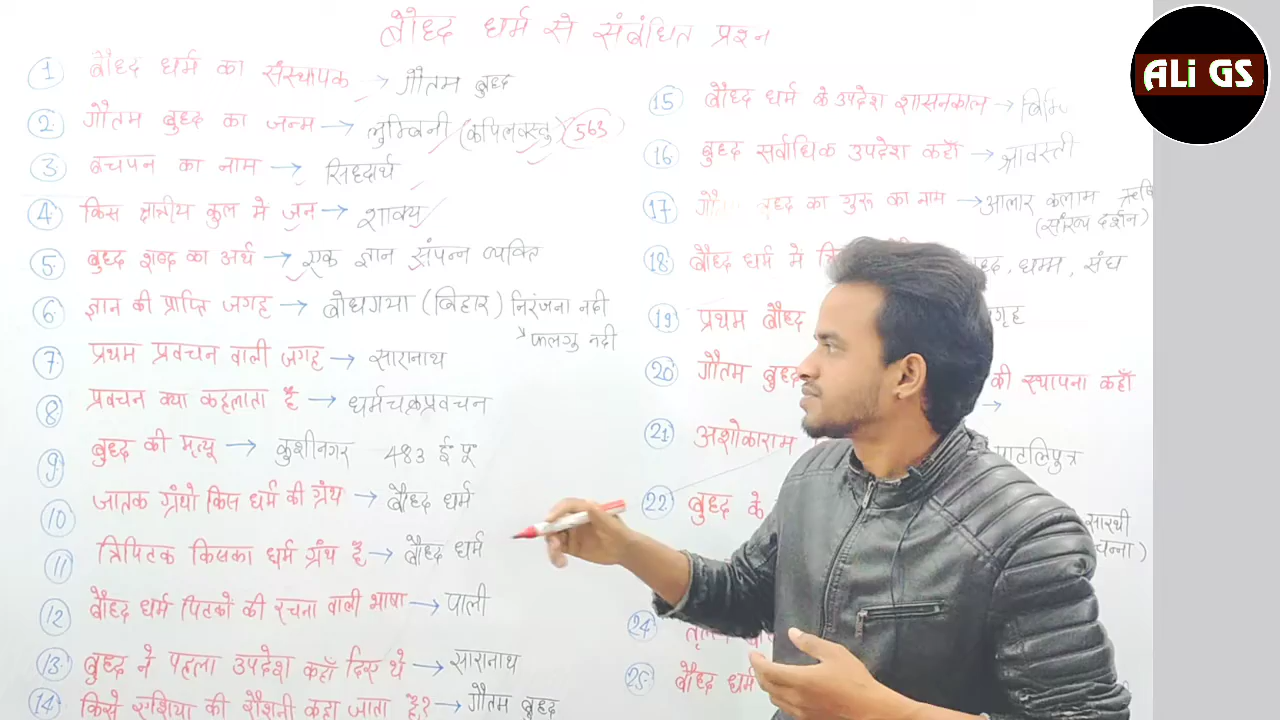 बौध्द धर्म से संबंधित प्रश्न
ALi GS
1 बौध्द धर्म का संस्थापक → गौतम बुध्द
2 गौतम बुध्द का जन्म → लुम्बिनी (कपिलवस्तु) 563
3 बचपन का नाम → सिध्दार्थ
4 किस क्षत्रीय कुल मे जन → शाक्य
5 बुध्द शब्द का अर्थ → एक ज्ञान संपन्न व्यक्ति
6 ज्ञान की प्राप्ति जगह → बोधगया (बिहार) निरंजना नदी
→ फलगु नदी
7 प्रथम प्रवचन वाली जगह → सारानाथ
8 प्रवचन क्या कहलाता है → धर्मचक्रप्रवचन
9 बुध्द की मृत्यू → कुशीनगर 483 ई पू
10 जातक ग्रंथो किस धर्म की ग्रंथ → बौध्द धर्म
11 त्रिपिटक किसका धर्म ग्रंथ है → बौध्द धर्म
12 बौध्द धर्म पिटको की रचना वाली भाषा → पाली
13 बुध्द ने पहला उपदेश कहाँ दिए थे → सारानाथ
14 किसे एशिया की रौशनी कहा जाता है? → गौतम बुध्द
15 बौध्द धर्म के उपदेश शासनकाल →
16 बुध्द सर्वाधिक उपदेश कहाँ → श्रावस्ती
17 बुध्द का गुरू का नाम → आलार कलाम
(सांख्य दर्शन)
18 बौध्द धर्म में धम्म, संघ
19 प्रथम बौध्द
20 गौतम की स्थापना कहाँ
→
21 अशोकाराम पाटलिपुत्र
22 बुध्द के सारथी
24
25 बौध्द धर्म